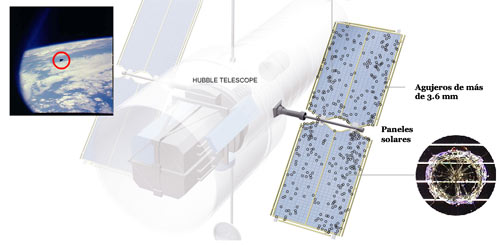 HUBBLE TELESCOPE
Agujeros de más
de 3.6 mm
Paneles
solares